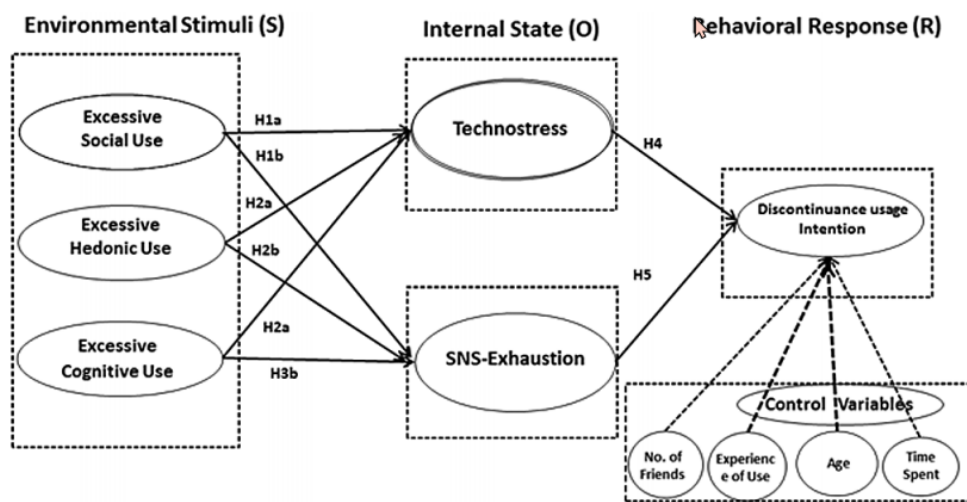 Environmental Stimuli (S)
Internal State (O)
Behavioral Response (R)
Excessive
Social Use
Excessive
Hedonic Use
Excessive
Cognitive Use
H1a
H1b
H2a
H2b
H2a
H3b
Technostress
SNS-Exhaustion
H4
H5
Discontinuance usage
Intention
Control Variables
No. of
Friends
Experienc
e of Use
Age
Time
Spent